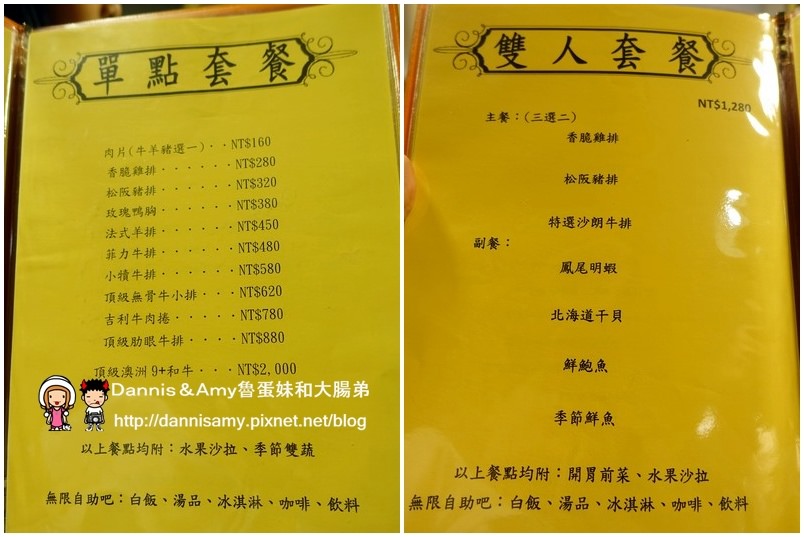 單點套餐
肉片(牛羊豬選一)‥NT$160
香脆雞排‥‥‥NT$280
松阪豬排‥‥‥NT$320
玫瑰鴨胸‥‥‥NT$380
法式羊排‥‥‥NT$450
菲力牛排‥‥‥NT$480
小犢牛排‥‥‥NT$580
頂級無骨牛小排‥‥NT$620
吉利牛肉捲‥‥‥NT$780
頂級肋眼牛排‥‥‥NT$880
頂級澳洲9+和牛‥‥NT$2,000
Dannis&Amy魯蛋妹和大腸弟
http://dannisamy.pixnet.net/blog
以上餐點均附：水果沙拉、季節雙蔬
無限自助吧：白飯、湯品、冰淇淋、咖啡、飲料
雙人套餐
NT$1,280
主餐：(三選二)
香脆雞排
松阪豬排
特選沙朗牛排
副餐：
鳳尾明蝦
北海道干貝
鮮鮑魚
季節鮮魚
以上餐點均附：開胃前菜、水果沙拉
無限自助吧：白飯、湯品、冰淇淋、咖啡、飲料